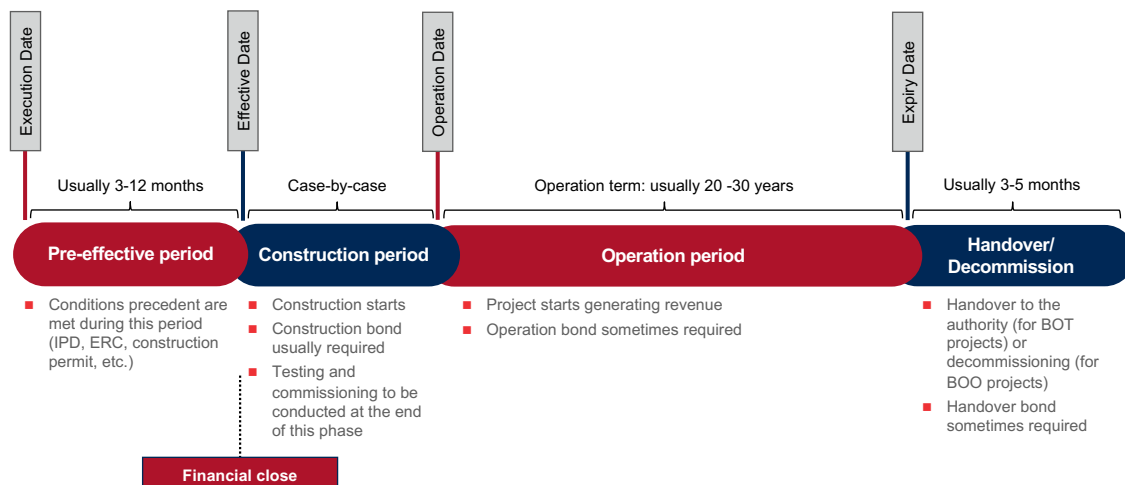 Execution Date
Effective Date
Operation Date
Expiry Date
Usually 3-12 months
Case-by-case
Operation term: usually 20 -30 years
Usually 3-5 months
Pre-effective period
Construction period
Operation period
Handover/
Decommission
■ Conditions precedent are
met during this period
(IPD, ERC, construction
permit, etc.)
■ Construction starts
■ Construction bond
usually required
■ Testing and
commissioning to be
conducted at the end
of this phase
■ Project starts generating revenue
■ Operation bond sometimes required
■ Handover to the
authority (for BOT
projects) or
decommissioning (for
BOO projects)
■ Handover bond
sometimes required
Financial close